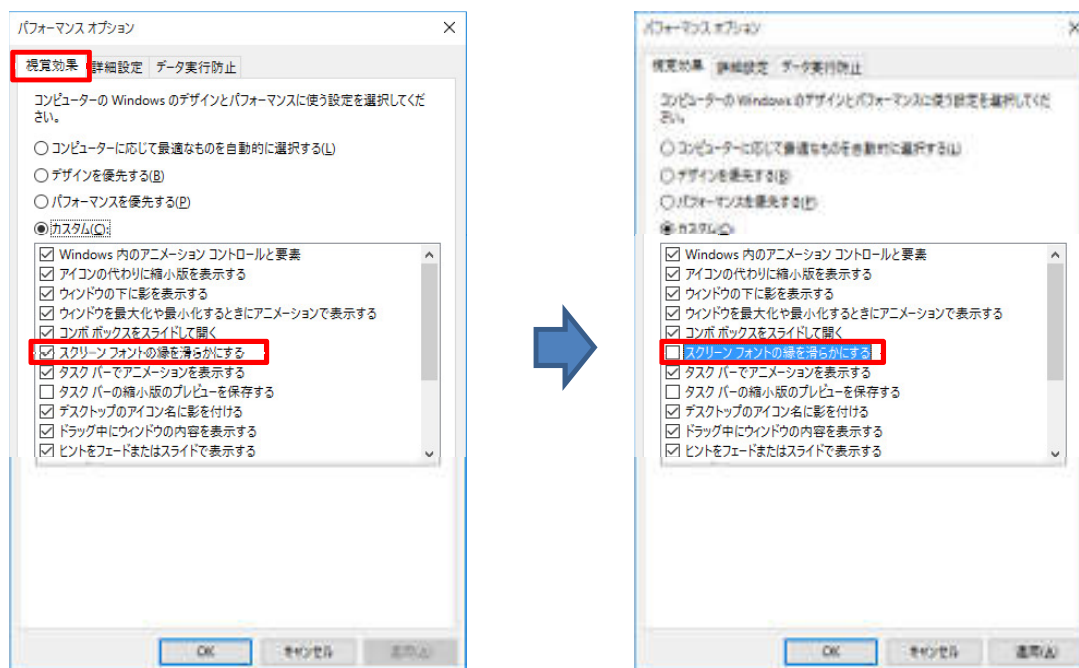 パフォーマンス オプション
視覚効果 詳細設定 データ実行防止
コンピューターの Windows のデザインとパフォーマンスに使う設定を選択してくだ
さい。
コンピューターに応じて最適なものを自動的に選択する(L)
デザインを優先する(B)
パフォーマンスを優先する(P)
カスタム(C):
Windows 内のアニメーション コントロールと要素
アイコンの代わりに縮小版を表示する
ウィンドウの下に影を表示する
ウィンドウを最大化や最小化するときにアニメーションで表示する
コンボ ボックスをスライドして開く
スクリーン フォントの縁を滑らかにする
タスク バーでアニメーションを表示する
タスク バーの縮小版のプレビューを保存する
デスクトップのアイコン名に影を付ける
ドラッグ中にウィンドウの内容を表示する
ヒントをフェードまたはスライドで表示する
OK キャンセル 適用(A)
パフォーマンス オプション
視覚効果 詳細設定 データ実行防止
コンピューターの Windows のデザインとパフォーマンスに使う設定を選択してくだ
さい。
コンピューターに応じて最適なものを自動的に選択する(L)
デザインを優先する(B)
パフォーマンスを優先する(P)
カスタム(C):
Windows 内のアニメーション コントロールと要素
アイコンの代わりに縮小版を表示する
ウィンドウの下に影を表示する
ウィンドウを最大化や最小化するときにアニメーションで表示する
コンボ ボックスをスライドして開く
スクリーン フォントの縁を滑らかにする
タスク バーでアニメーションを表示する
タスク バーの縮小版のプレビューを保存する
デスクトップのアイコン名に影を付ける
ドラッグ中にウィンドウの内容を表示する
ヒントをフェードまたはスライドで表示する
OK キャンセル 適用(A)